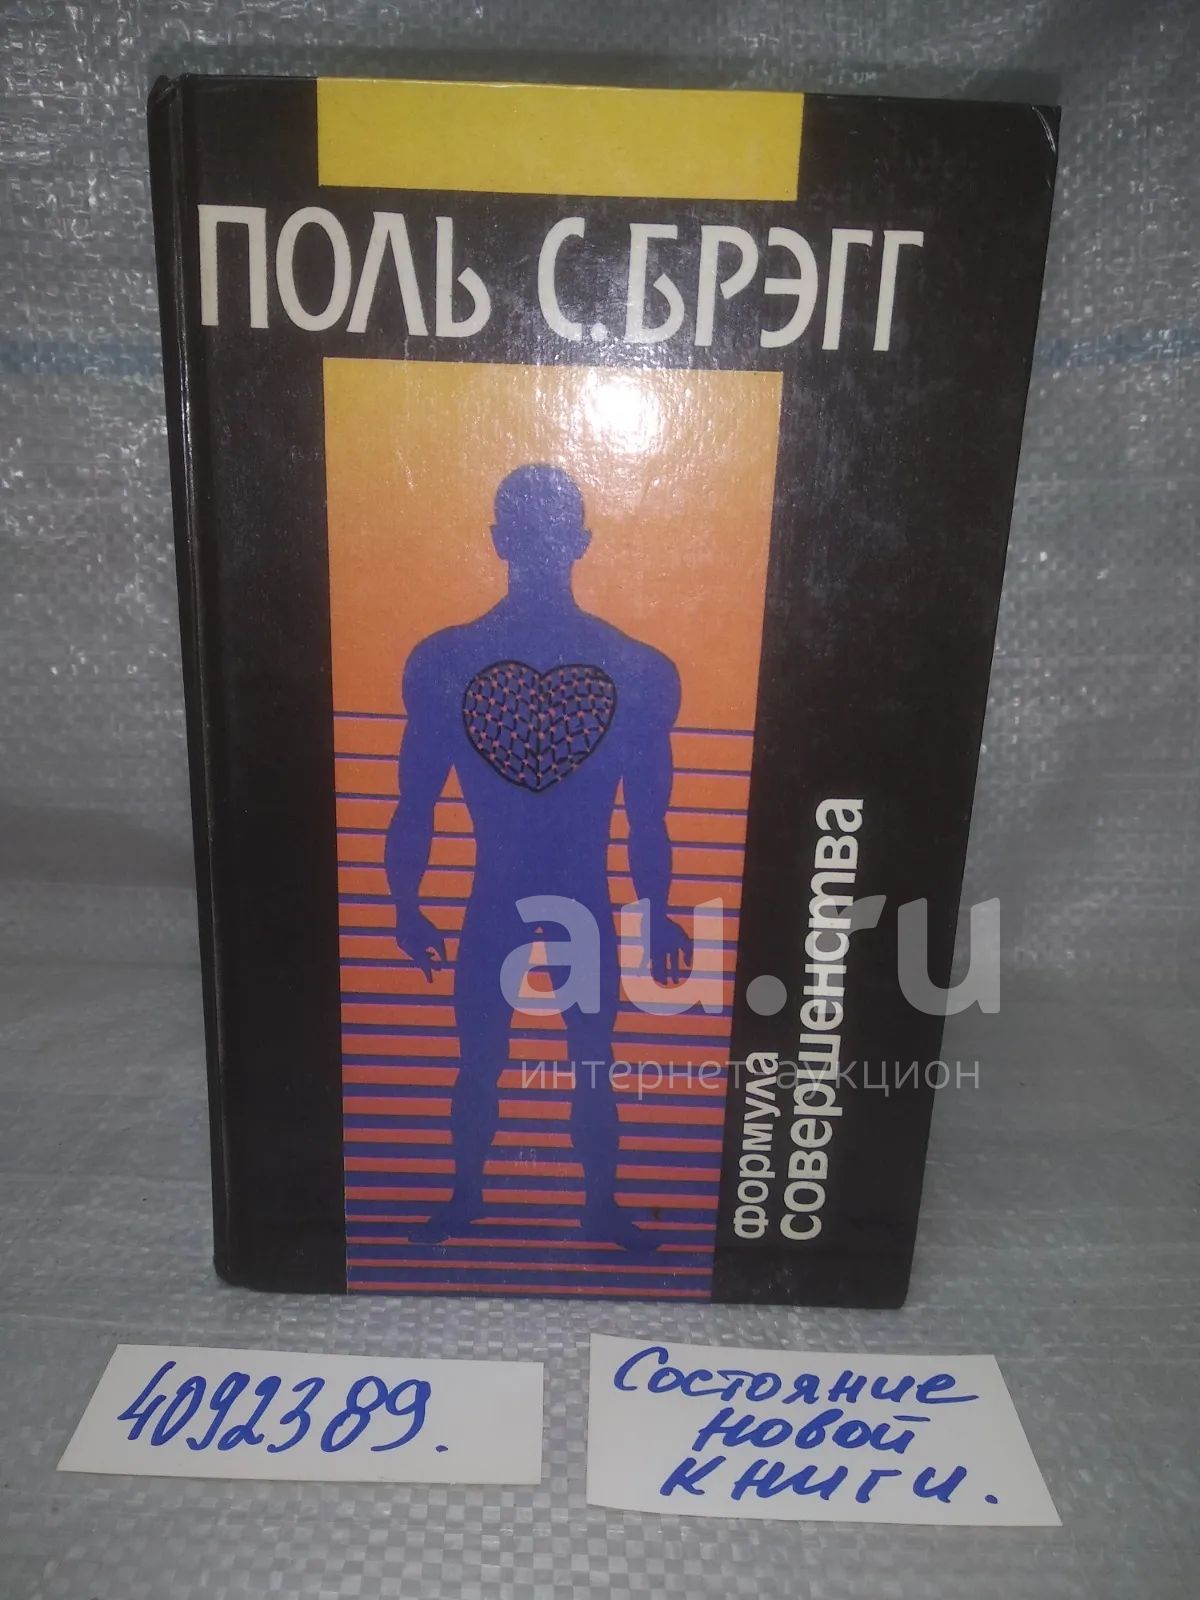 ПОЛЬ С. БРЭГГ
формула
совершенства
au.ru
интернет-аукцион
4092389.
Состояние
новой
книги.